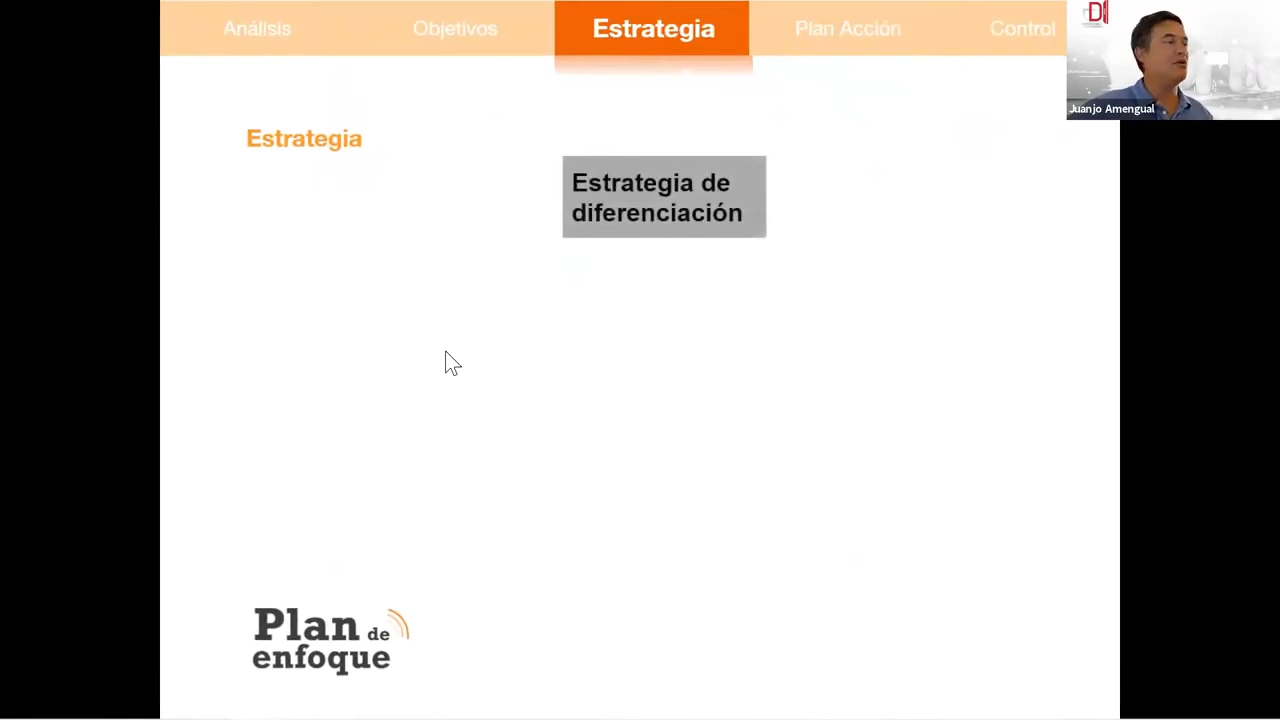 Análisis
Objetivos
Estrategia
Plan Acción
Control
D
Juanjo Amengual
Estrategia
Estrategia de
diferenciación
Plan de
enfoque